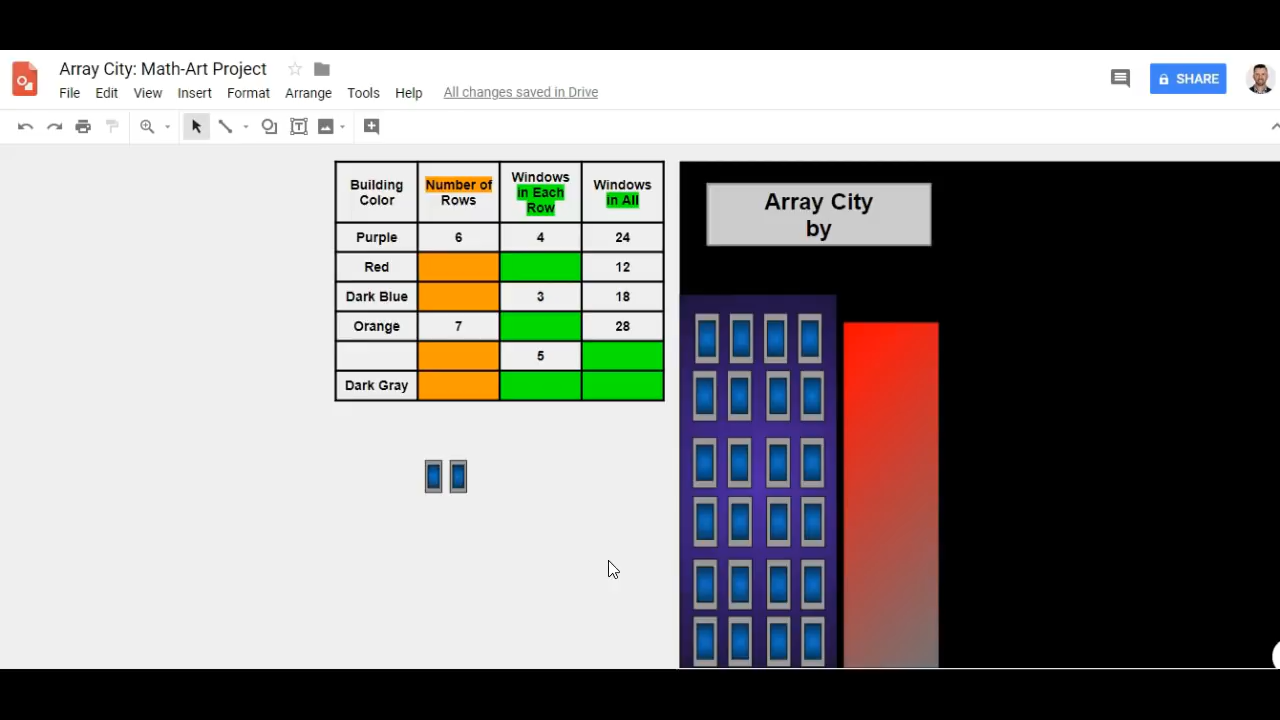 Array City: Math-Art Project
File Edit View Insert Format Arrange Tools Help All changes saved in Drive
SHARE
Building Color Number of Rows Windows in Each Row Windows in All
Purple 6 4 24
Red 12
Dark Blue 3 18
Orange 7 28
5
Dark Gray
Array City
by